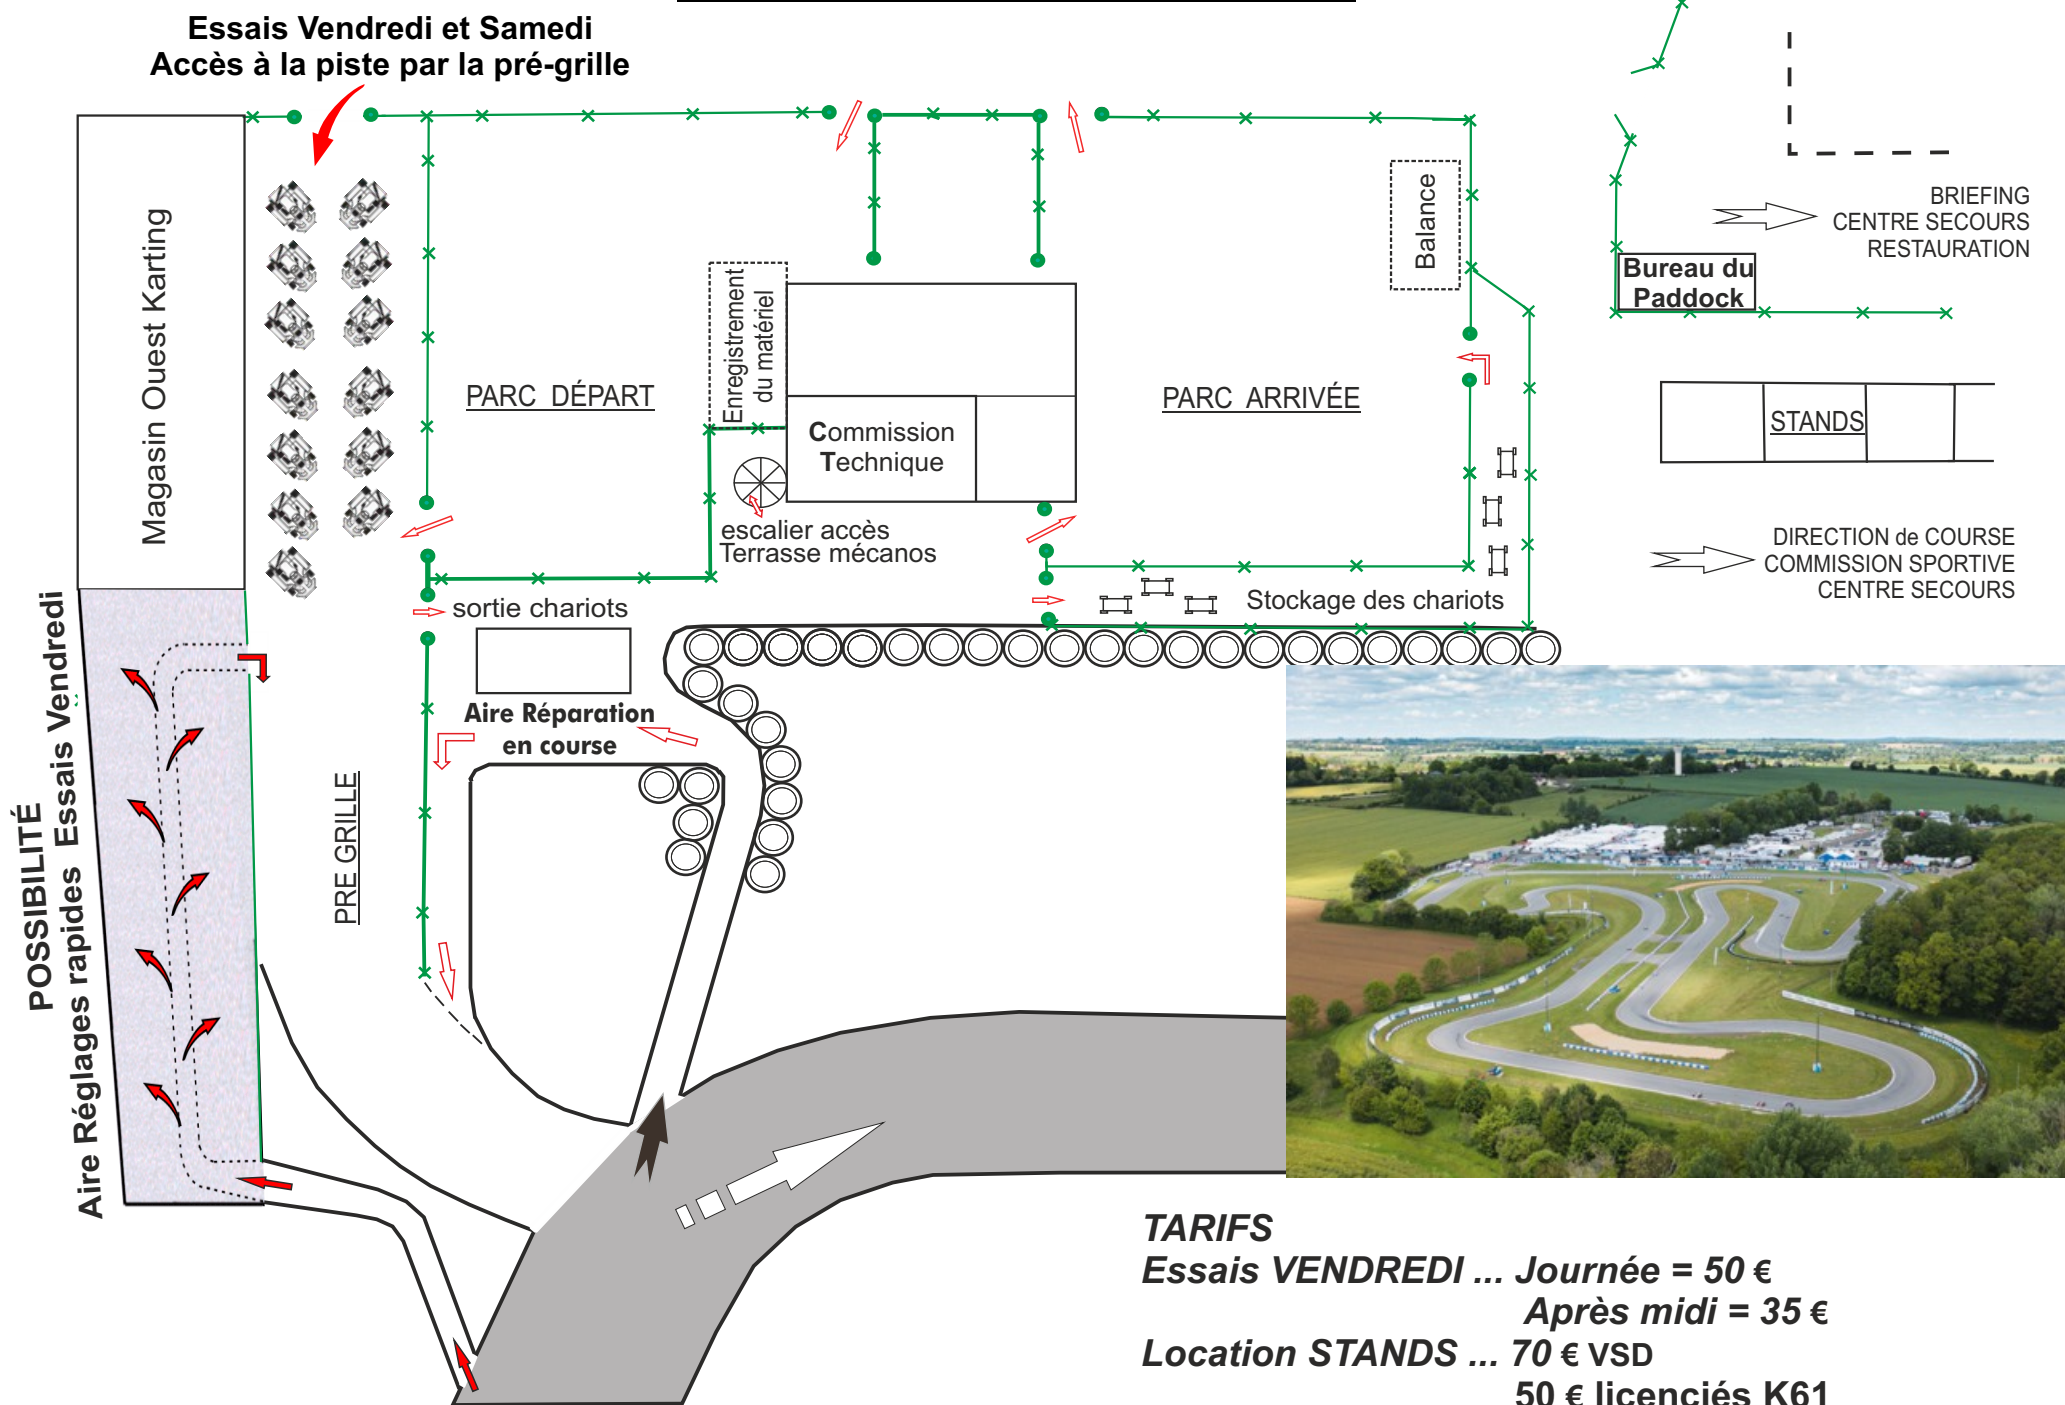 Essais Vendredi et Samedi
Accès à la piste par la pré-grille
Magasin Ouest Karting
PARC DÉPART
Enregistrement
du matériel
Commission
Technique
escalier accès
Terrasse mécanos
PARC ARRIVÉE
Balance
BRIEFING
CENTRE SECOURS
RESTAURATION
Bureau du
Paddock
STANDS
DIRECTION de COURSE
COMMISSION SPORTIVE
CENTRE SECOURS
sortie chariots
Stockage des chariots
Aire Réparation
en course
PRE GRILLE
POSSIBILITÉ
Aire Réglages rapides Essais Vendredi
TARIFS
Essais VENDREDI ... Journée = 50 €
Après midi = 35 €
Location STANDS ... 70 € VSD
50 € licenciés K61